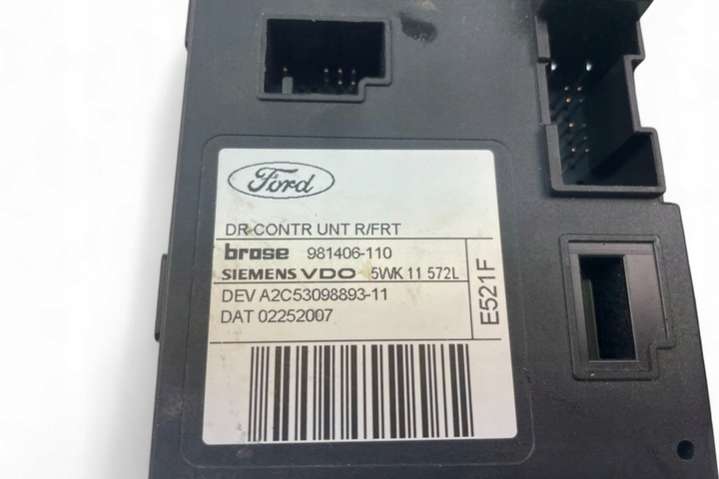 Ford
DR CONTR UNT R/FRT
brose 981406-110
SIEMENS VDO 5WK 11 572L
DEV A2C53098893-11
DAT 02252007
E521F